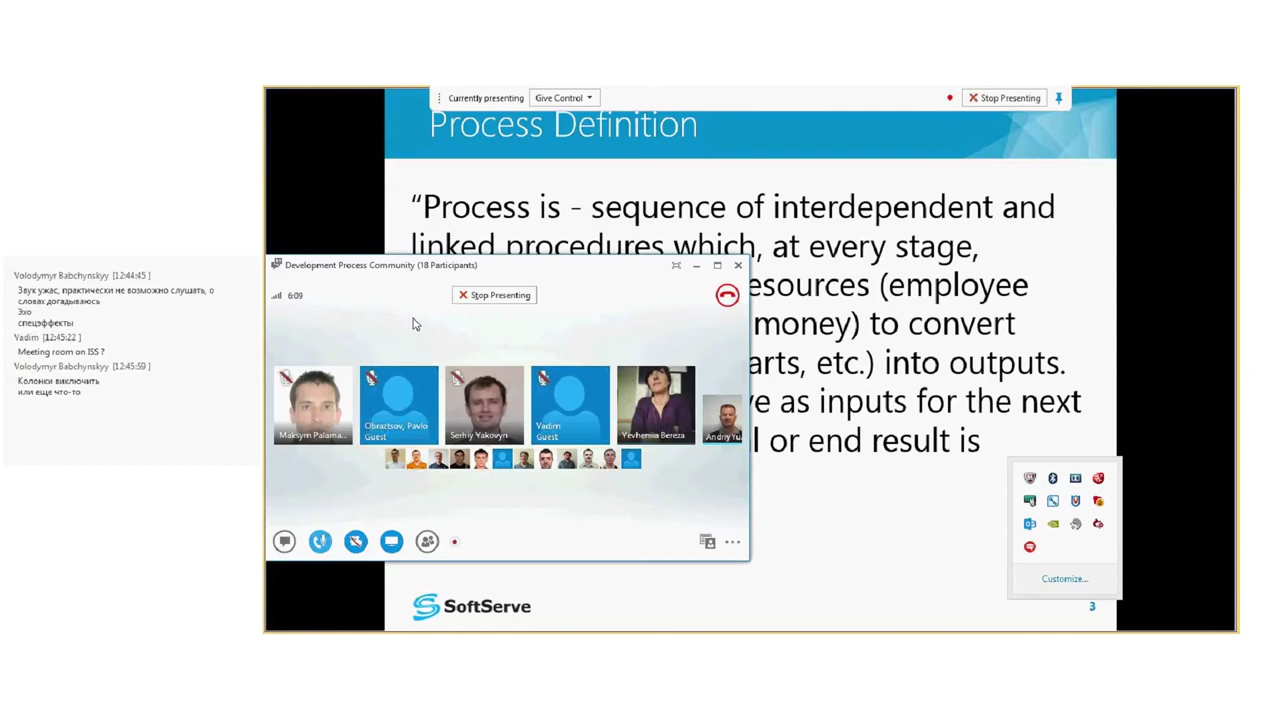 Currently presenting Give Control Stop Presenting
Process Definition
“Process is - sequence of interdependent and
linked procedures which, at every stage,
esources (employee
money) to convert
arts, etc.) into outputs.
e as inputs for the next
l or end result is
Volodymyr Babchynskyy [12:44:45]
Звук ужас, практически не возможно слушать, о
словах догадываюсь
Эхо
спецэффекты
Vadim [12:45:22]
Meeting room on ISS ?
Volodymyr Babchynskyy [12:45:59]
Колонки виключить
или еще что-то
Development Process Community (18 Participants)
6:09 Stop Presenting
Maksym Palama...
Obraztsov, Pavlo
Guest
Serhiy Yakovyn
Vadim
Guest
Yevheniia Bereza
Andriy Yu.
Customize...
SoftServe
3